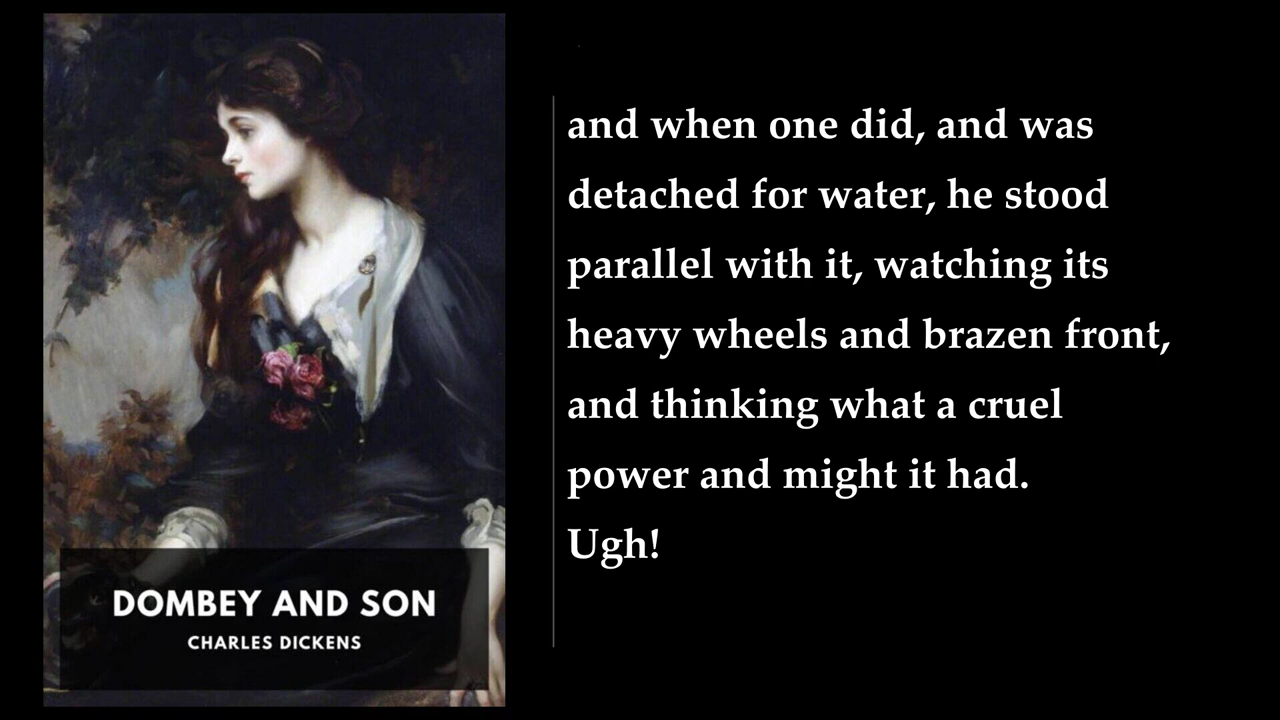 DOMBEY AND SON
CHARLES DICKENS
and when one did, and was
detached for water, he stood
parallel with it, watching its
heavy wheels and brazen front,
and thinking what a cruel
power and might it had.
Ugh!